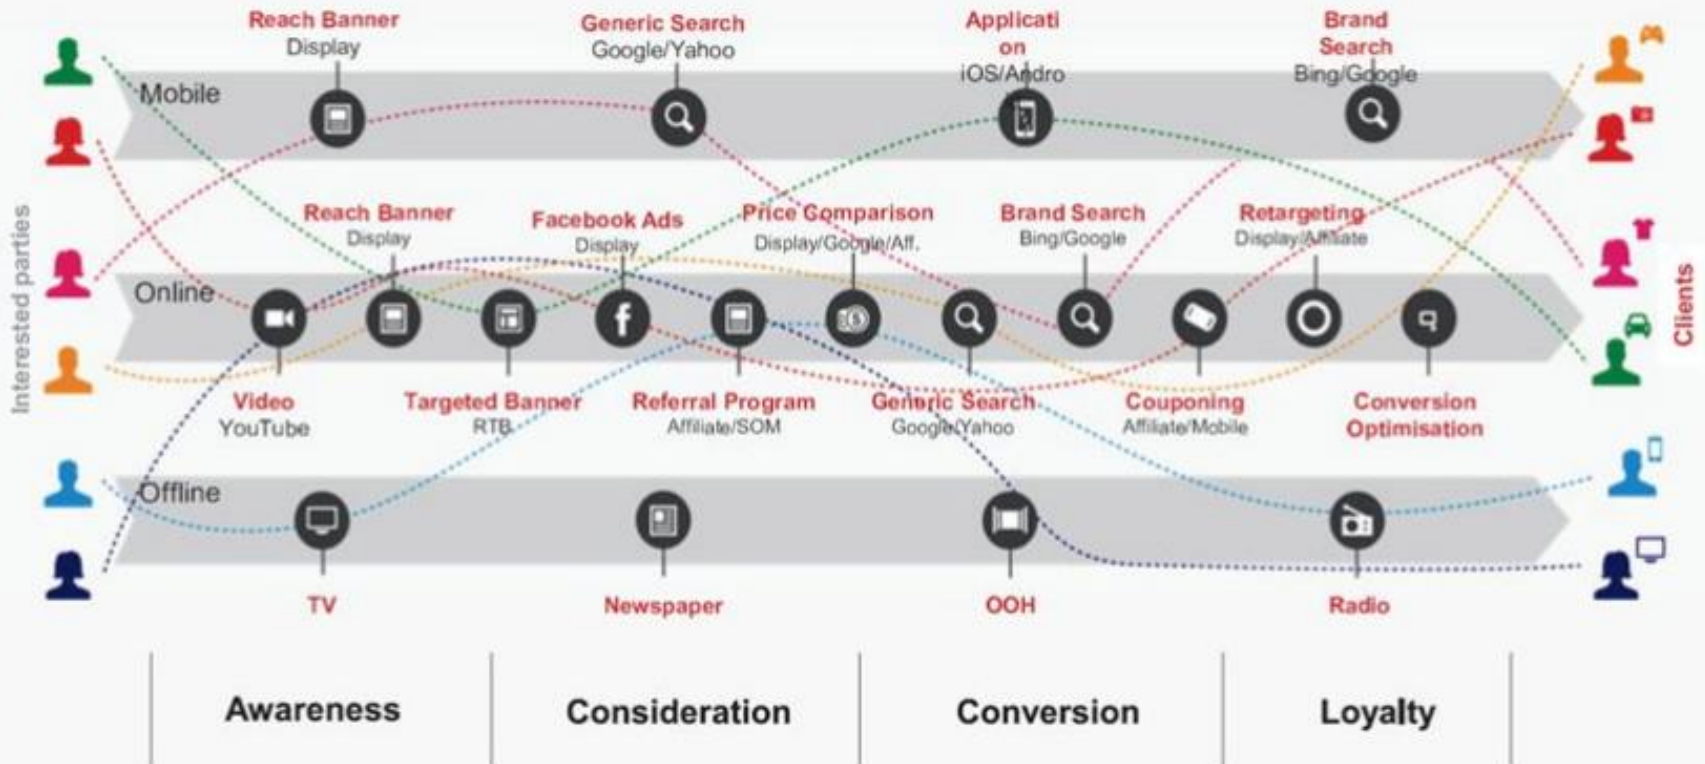 Reach Banner
Display
Generic Search
Google/Yahoo
Applicati
on
iOS/Andro
Brand
Search
Bing/Google
Mobile
Interested parties
Reach Banner
Display
Facebook Ads
Display
Price Comparison
Display/Google/Aff.
Brand Search
Bing/Google
Retargeting
Display/Affiliate
Online
Clients
Video
YouTube
Targeted Banner
RTB
Referral Program
Affiliate/SOM
Generic Search
Google/Yahoo
Couponing
Affiliate/Mobile
Conversion
Optimisation
Offline
TV
Newspaper
OOH
Radio
Awareness
Consideration
Conversion
Loyalty